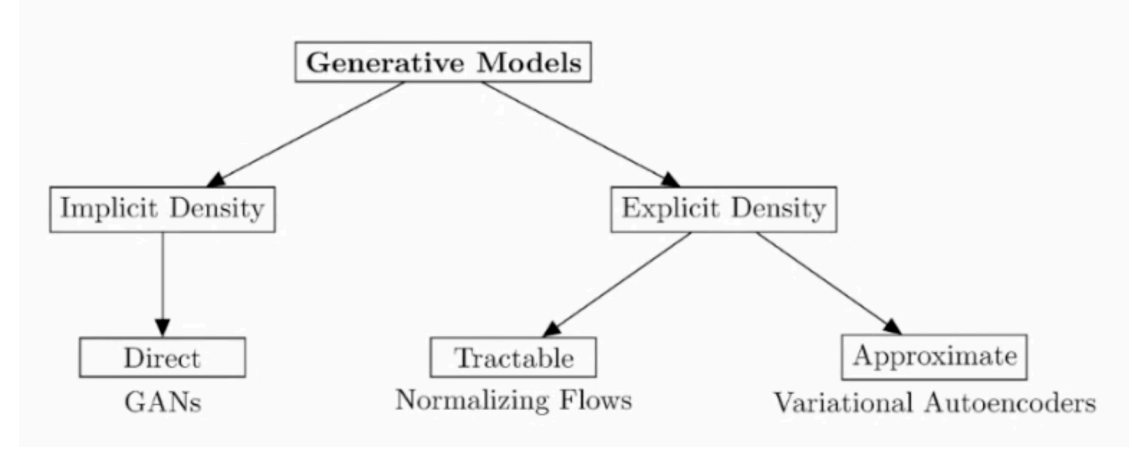 Generative Models
Implicit Density
Explicit Density
Direct
Tractable
Approximate
GANs
Normalizing Flows
Variational Autoencoders